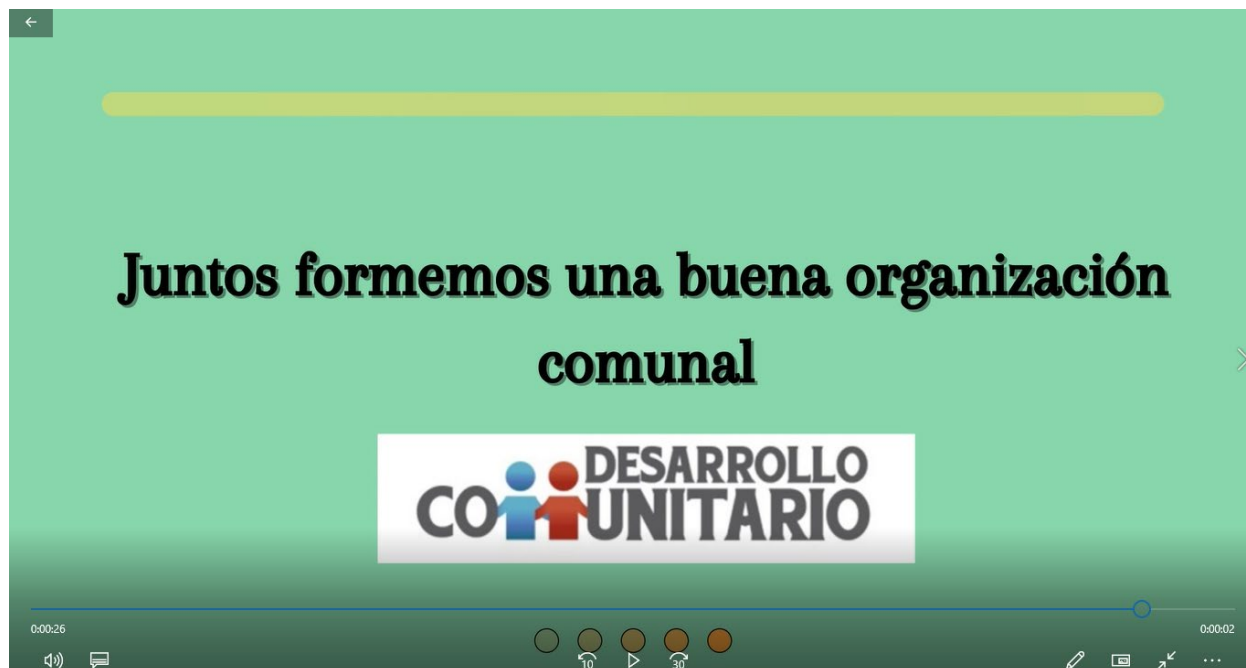 Juntos formemos una buena organización
comunal
DESARROLLO
COMUNITARIO
0:00:26
0:00:02
10
30